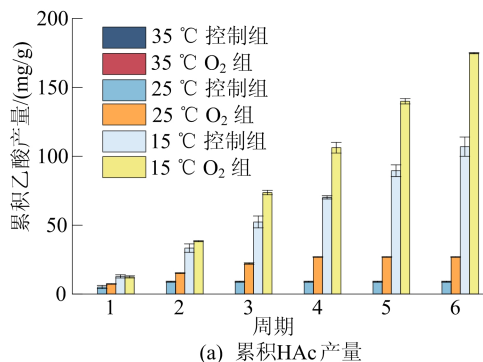 200
150
100
50
0
累积乙酸产量/(mg/g)
35 ℃ 控制组
35 ℃ O₂ 组
25 ℃ 控制组
25 ℃ O₂ 组
15 ℃ 控制组
15 ℃ O₂ 组
1 2 3 4 5 6
周期
(a) 累积HAc产量